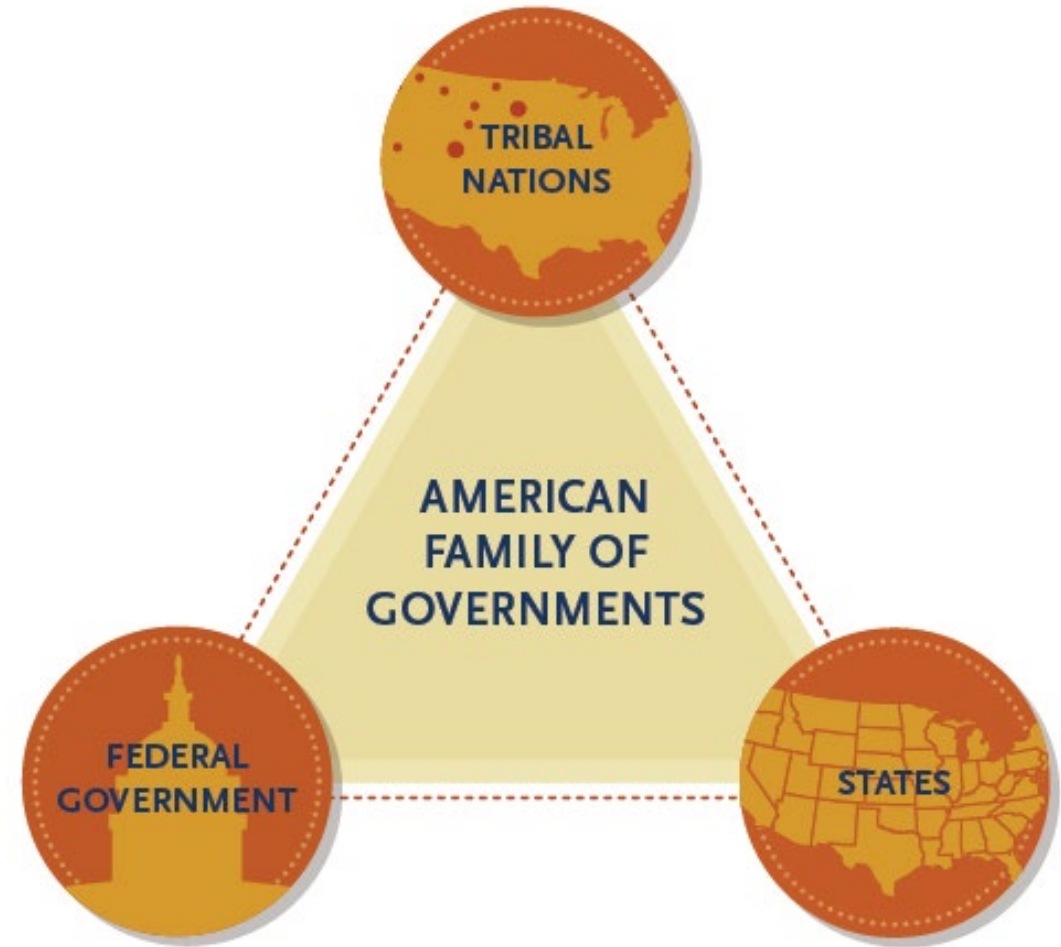 TRIBAL
NATIONS
AMERICAN
FAMILY OF
GOVERNMENTS
FEDERAL
GOVERNMENT
STATES